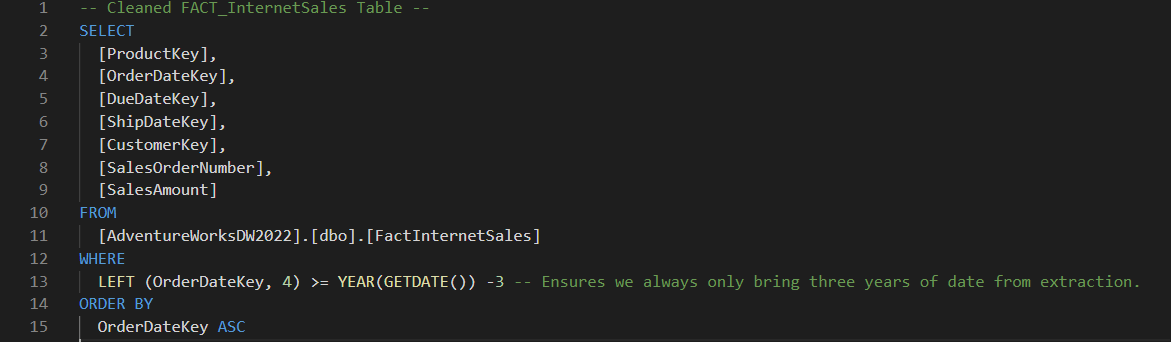 1 -- Cleaned FACT_InternetSales Table --
2 SELECT
3 [ProductKey],
4 [OrderDateKey],
5 [DueDateKey],
6 [ShipDateKey],
7 [CustomerKey],
8 [SalesOrderNumber],
9 [SalesAmount]
10 FROM
11 [AdventureWorksDW2022].[dbo].[FactInternetSales]
12 WHERE
13 LEFT (OrderDateKey, 4) >= YEAR(GETDATE()) -3 -- Ensures we always only bring three years of date from extraction.
14 ORDER BY
15 OrderDateKey ASC